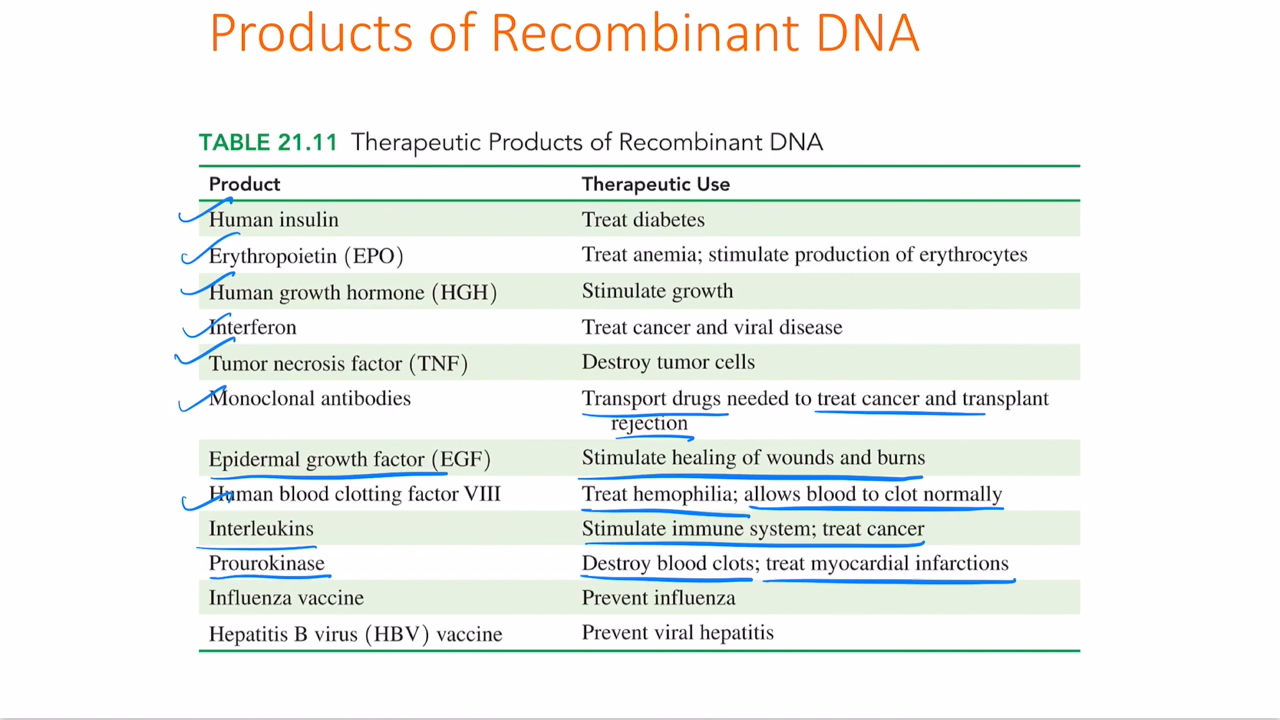 Products of Recombinant DNA
TABLE 21.11 Therapeutic Products of Recombinant DNA
Product Therapeutic Use
Human insulin Treat diabetes
Erythropoietin (EPO) Treat anemia; stimulate production of erythrocytes
Human growth hormone (HGH) Stimulate growth
Interferon Treat cancer and viral disease
Tumor necrosis factor (TNF) Destroy tumor cells
Monoclonal antibodies Transport drugs needed to treat cancer and transplant
rejection
Epidermal growth factor (EGF) Stimulate healing of wounds and burns
Human blood clotting factor VIII Treat hemophilia; allows blood to clot normally
Interleukins Stimulate immune system; treat cancer
Prourokinase Destroy blood clots; treat myocardial infarctions
Influenza vaccine Prevent influenza
Hepatitis B virus (HBV) vaccine Prevent viral hepatitis